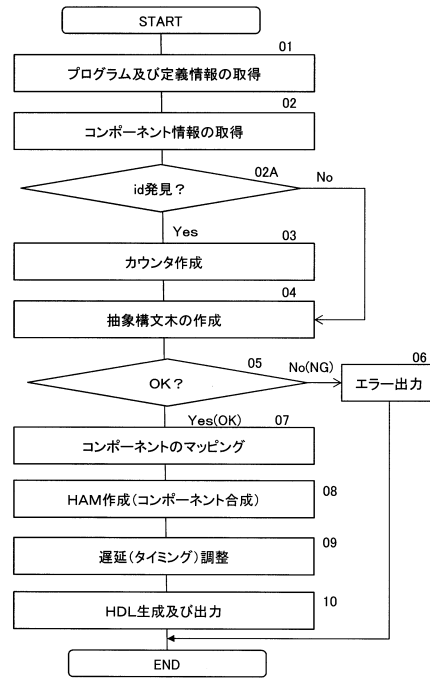 START
01
プログラム及び定義情報の取得
02
コンポーネント情報の取得
02A
No
id発見？
Yes
03
カウンタ作成
04
抽象構文木の作成
05
No(NG)
06
OK？
エラー出力
Yes(OK)
07
コンポーネントのマッピング
HAM作成（コンポーネント合成）
08
遅延（タイミング）調整
09
HDL生成及び出力
10
END